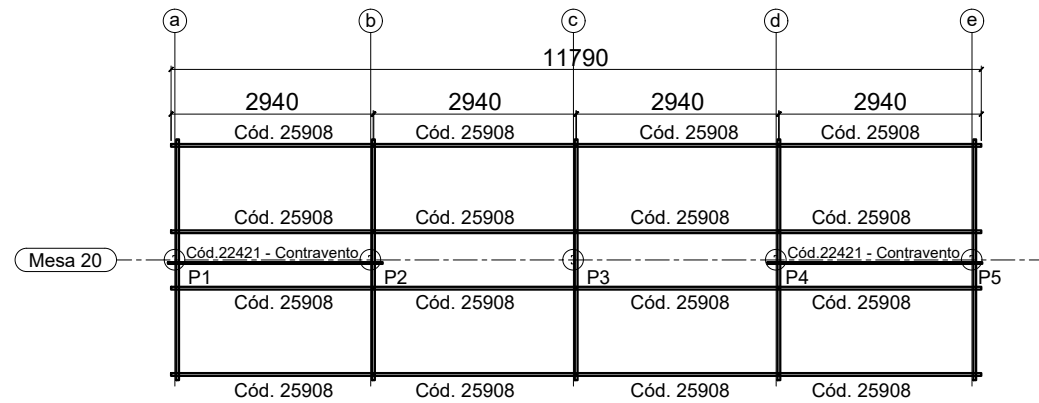 a b c d e
11790
2940 2940 2940 2940
Cód. 25908 Cód. 25908 Cód. 25908 Cód. 25908
Cód. 25908 Cód. 25908 Cód. 25908 Cód. 25908
Cód.22421 - Contravento Cód.22421 - Contravento
Mesa 20
P1 P2 P3 P4 P5
Cód. 25908 Cód. 25908 Cód. 25908 Cód. 25908
Cód. 25908 Cód. 25908 Cód. 25908 Cód. 25908